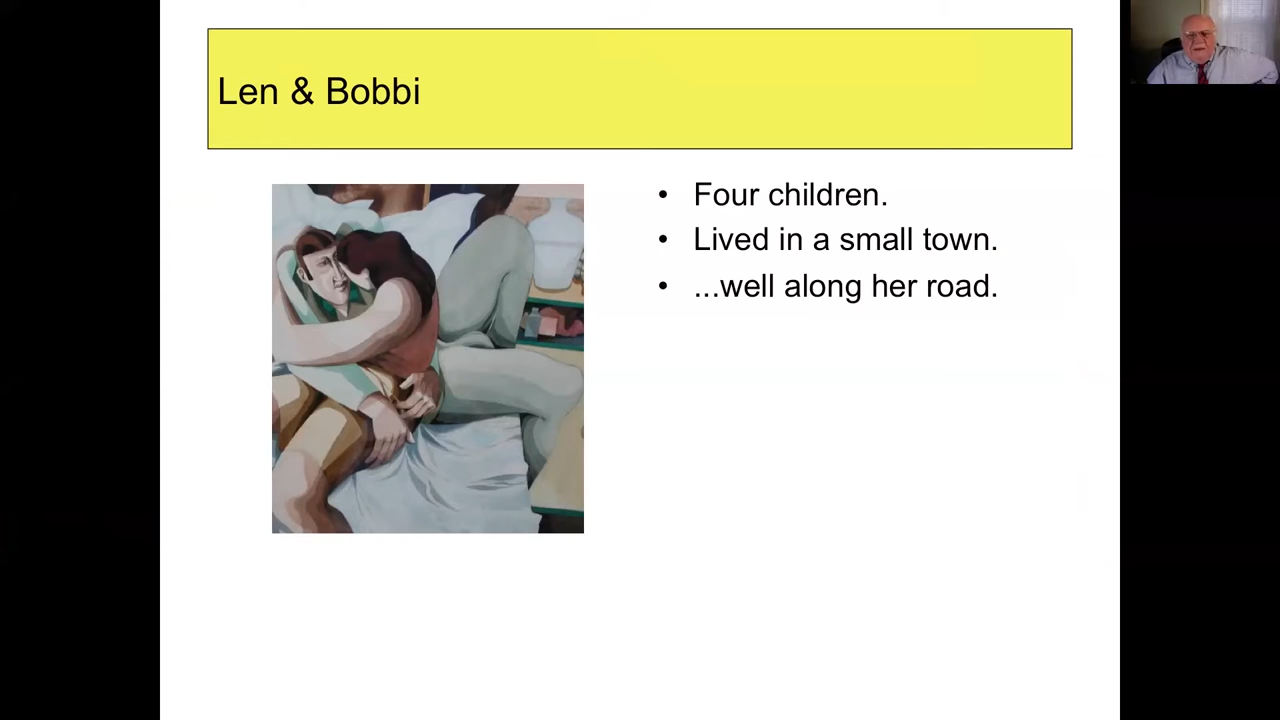 Len & Bobbi
• Four children.
• Lived in a small town.
• ...well along her road.